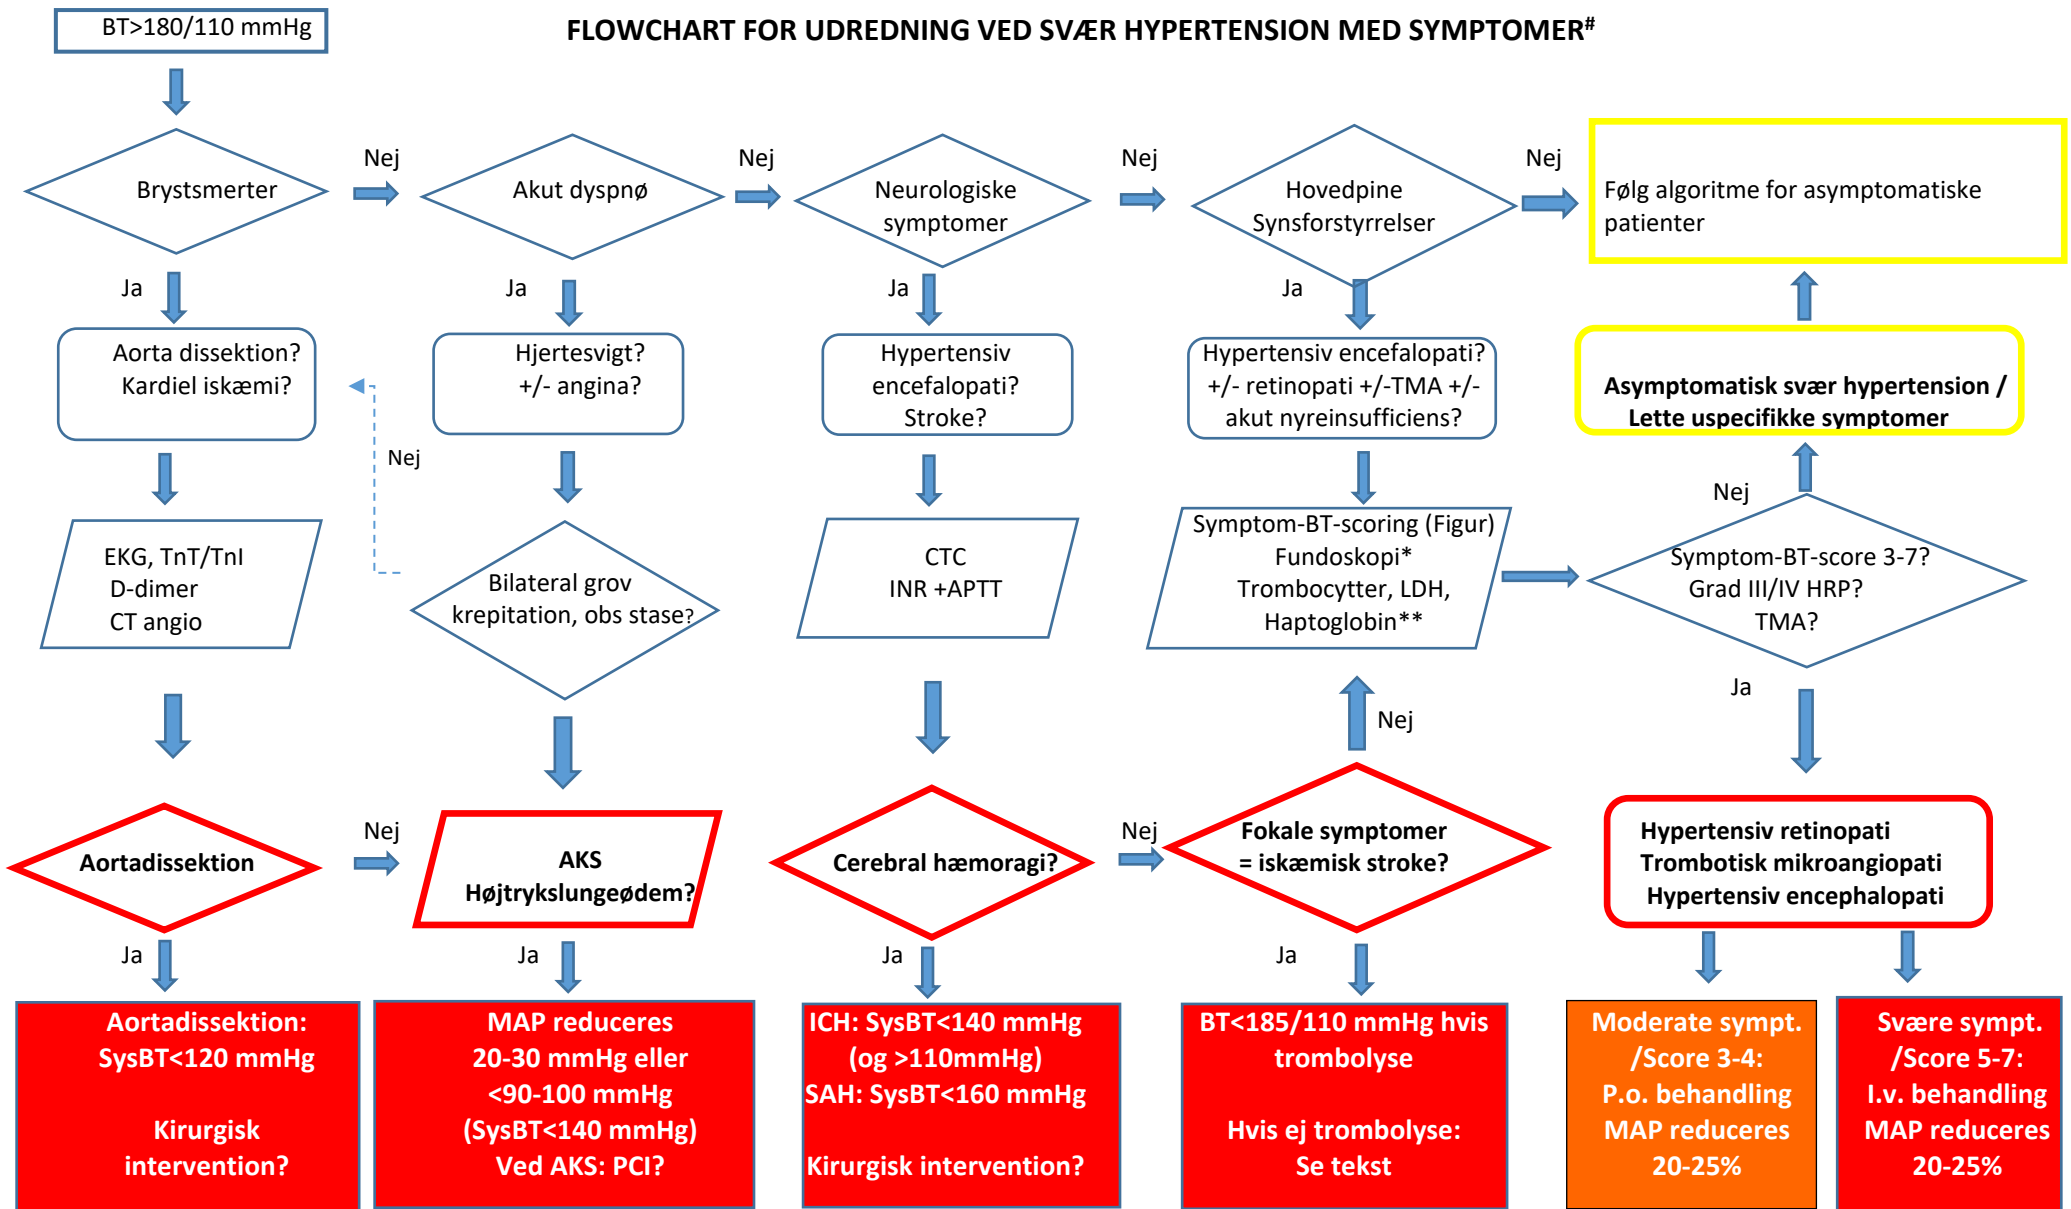 BT>180/110 mmHg
FLOWCHART FOR UDREDNING VED SVÆR HYPERTENSION MED SYMPTOMER#
Brystsmerter
Nej
Akut dyspnø
Nej
Neurologiske
symptomer
Nej
Hovedpine
Synsforstyrrelser
Nej
Følg algoritme for asymptomatiske
patienter
Ja
Ja
Ja
Ja
Aorta dissektion?
Kardiel iskæmi?
Hjertesvigt?
+/- angina?
Hypertensiv
encefalopati?
Stroke?
Hypertensiv encefalopati?
+/- retinopati +/-TMA +/-
akut nyreinsufficiens?
Asymptomatisk svær hypertension /
Lette uspecifikke symptomer
Nej
Nej
EKG, TnT/TnI
D-dimer
CT angio
Bilateral grov
krepitation, obs stase?
CTC
INR +APTT
Symptom-BT-scoring (Figur)
Fundoskopi*
Trombocytter, LDH,
Haptoglobin**
Symptom-BT-score 3-7?
Grad III/IV HRP?
TMA?
Nej
Ja
Aortadissektion
Nej
AKS
Højtrykslungeødem?
Cerebral hæmoragi?
Nej
Fokale symptomer
= iskæmisk stroke?
Hypertensiv retinopati
Trombotisk mikroangiopati
Hypertensiv encephalopati
Ja
Ja
Ja
Ja
Aortadissektion:
SysBT<120 mmHg
Kirurgisk
intervention?
MAP reduceres
20-30 mmHg eller
<90-100 mmHg
(SysBT<140 mmHg)
Ved AKS: PCI?
ICH: SysBT<140 mmHg
(og >110mmHg)
SAH: SysBT<160 mmHg
Kirurgisk intervention?
BT<185/110 mmHg hvis
trombolyse
Hvis ej trombolyse:
Se tekst
Moderate sympt.
/Score 3-4:
P.o. behandling
MAP reduceres
20-25%
Svære sympt.
/Score 5-7:
I.v. behandling
MAP reduceres
20-25%